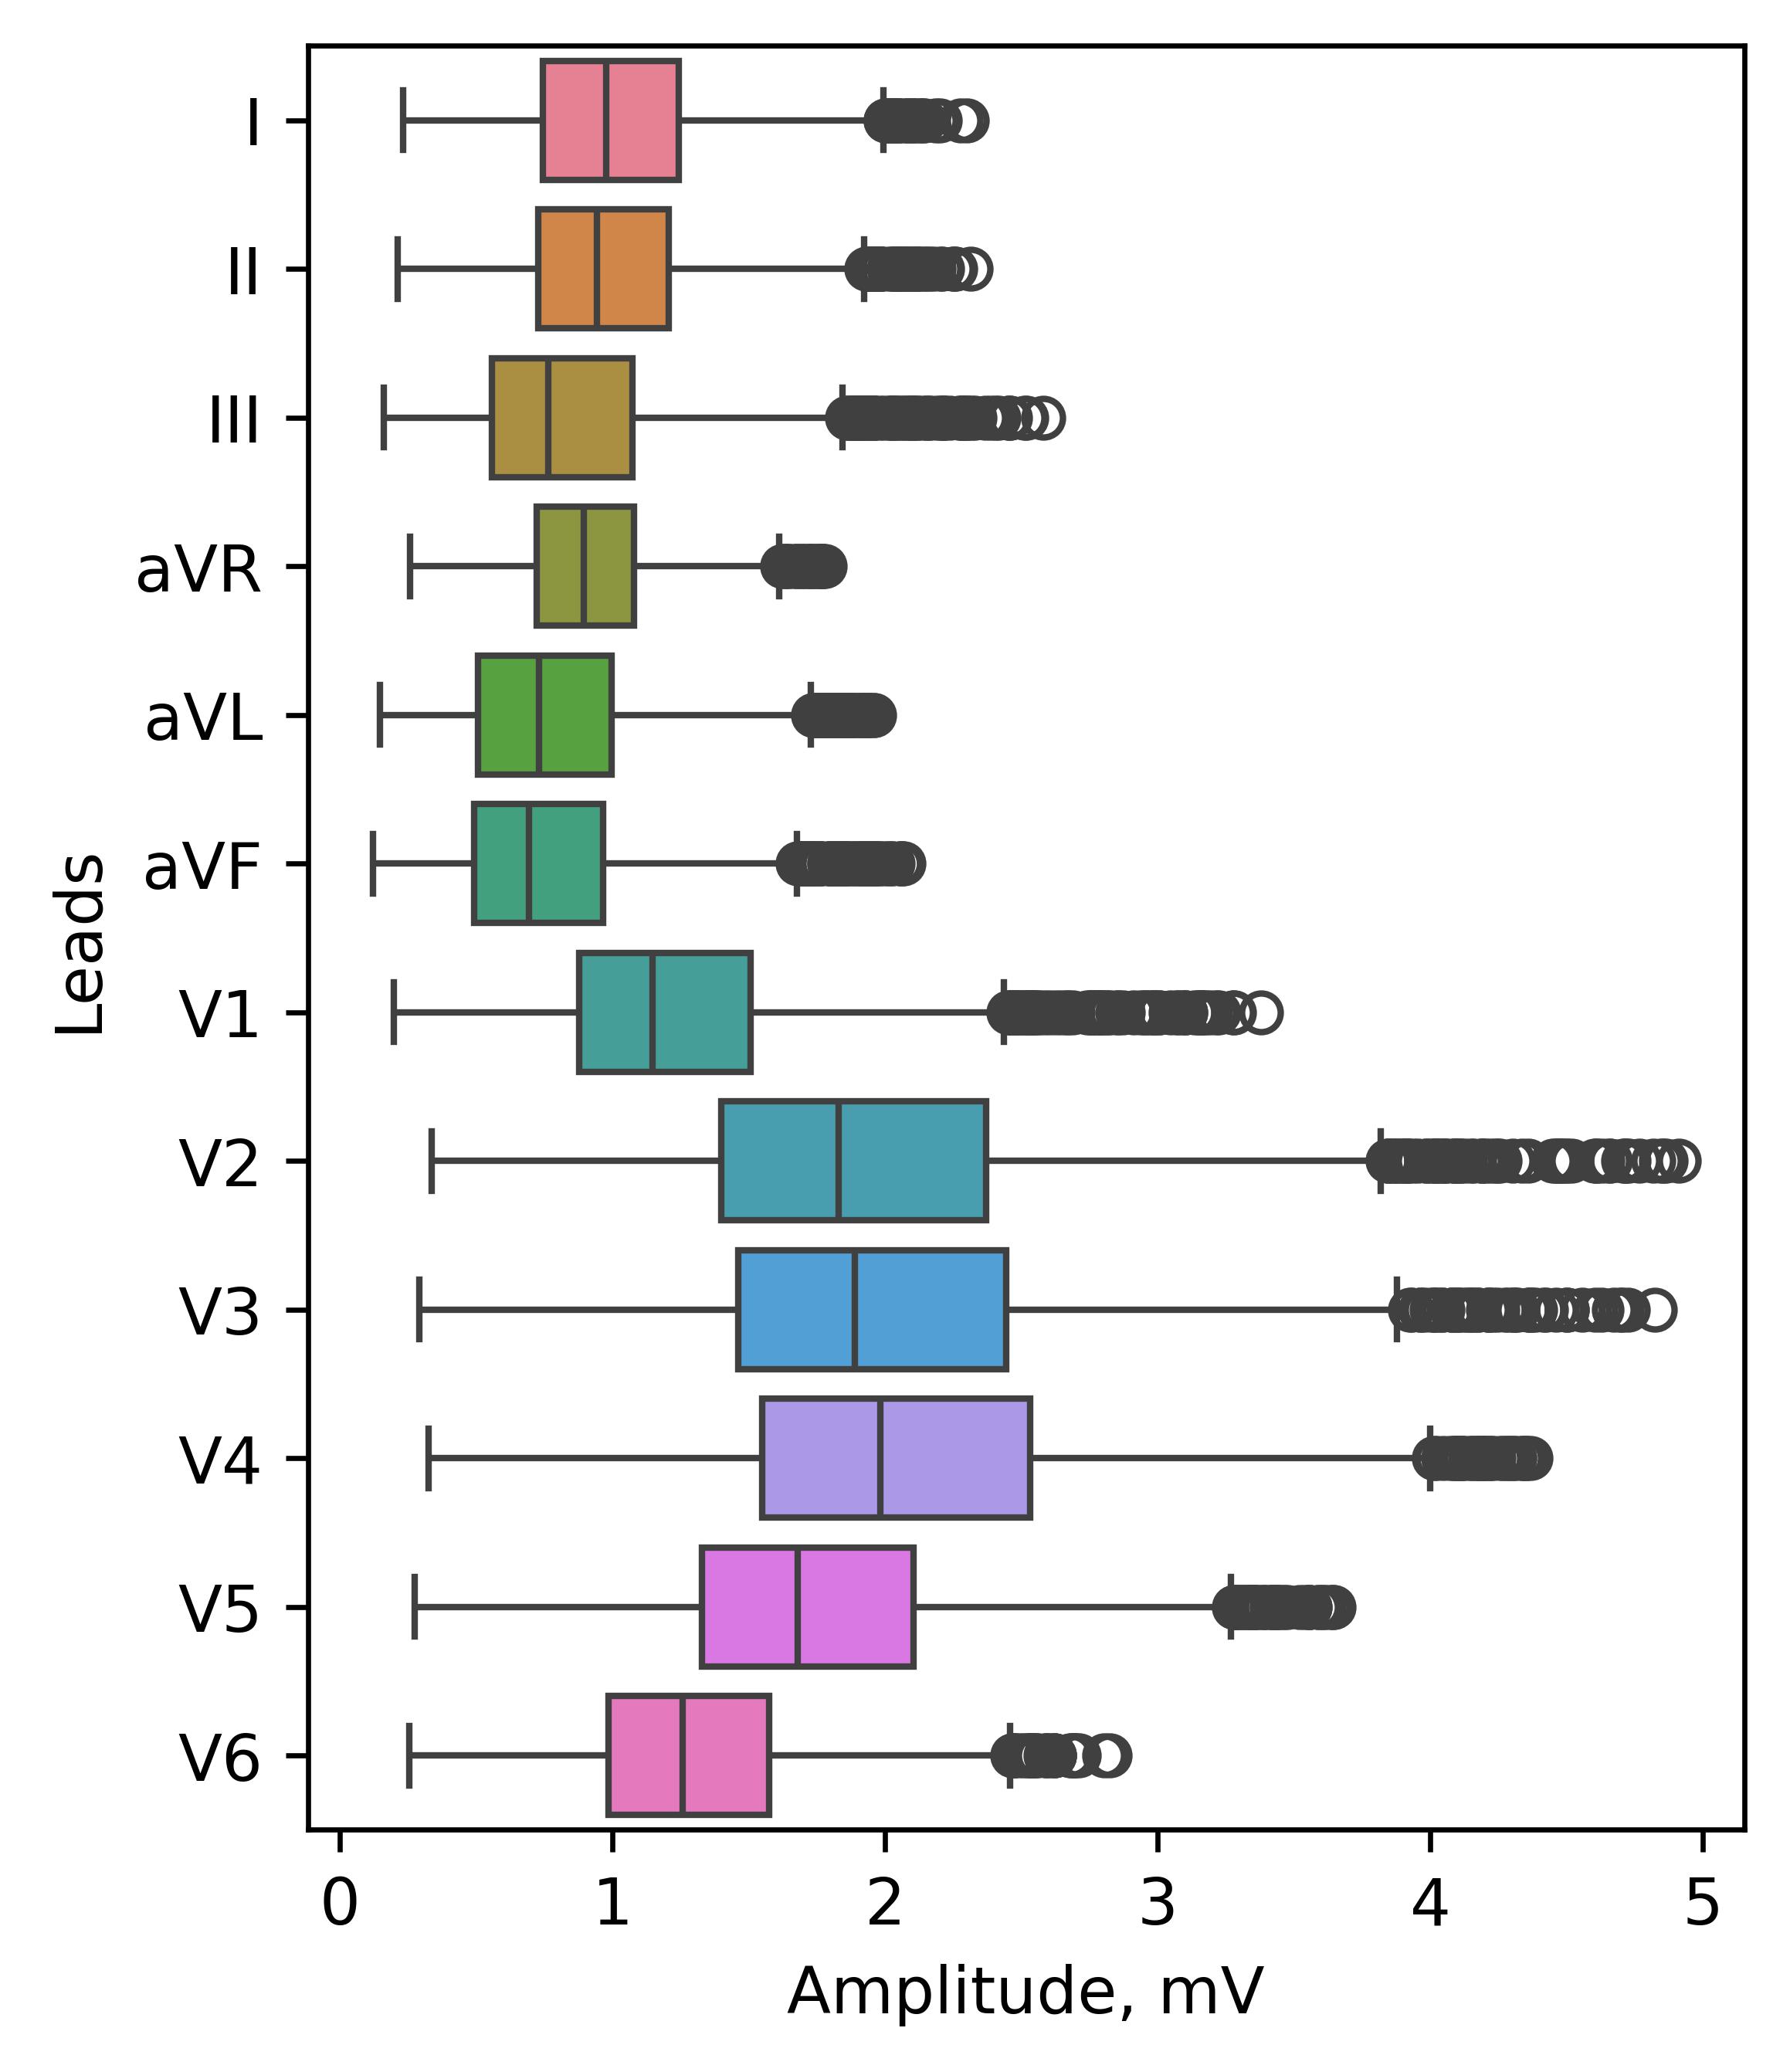 I
II
III
aVR
aVL
aVF
V1
V2
V3
V4
V5
V6
Leads
0 1 2 3 4 5
Amplitude, mV